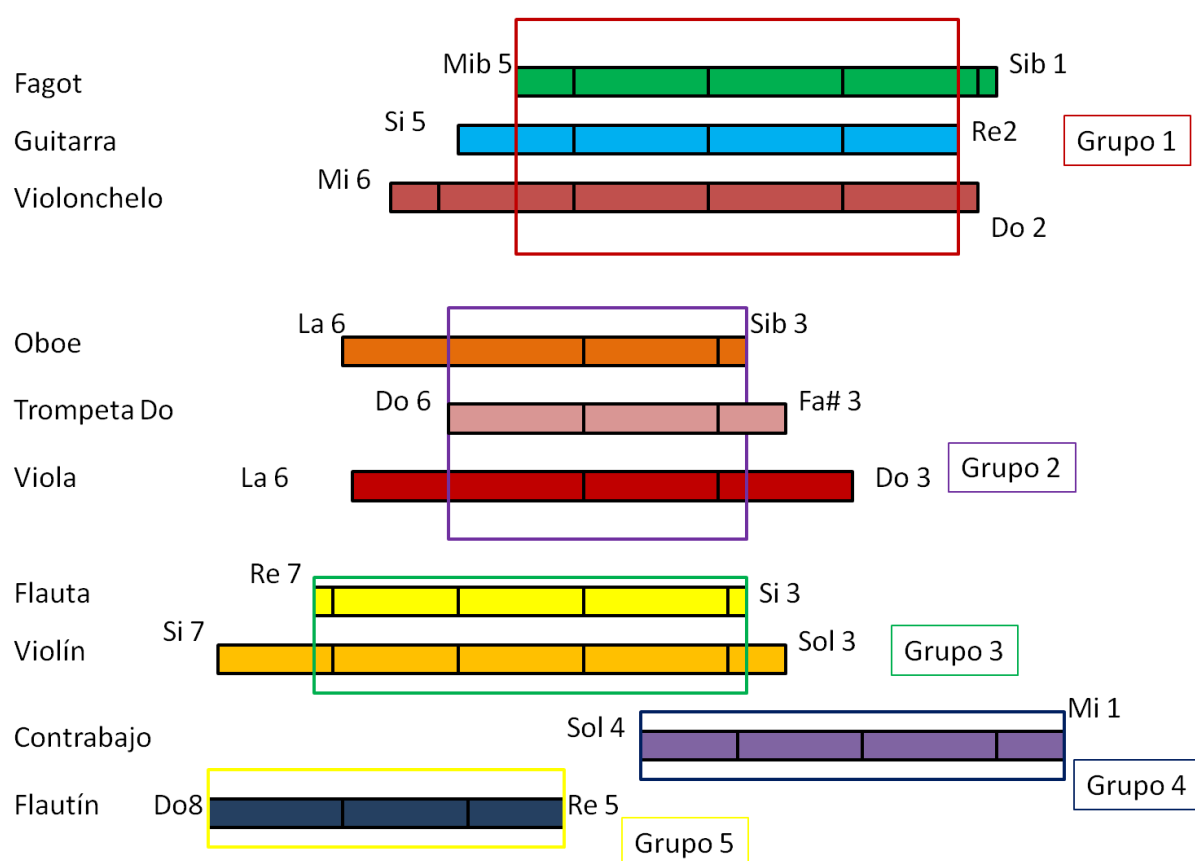 Mib 5
Sib 1
Fagot
Si 5
Re2
Guitarra
Grupo 1
Mi 6
Violonchelo
Do 2
La 6
Sib 3
Oboe
Do 6
Fa# 3
Trompeta Do
Grupo 2
La 6
Do 3
Viola
Re 7
Flauta
Si 3
Si 7
Violín
Sol 3
Grupo 3
Mi 1
Contrabajo
Sol 4
Grupo 4
Flautín
Do8
Re 5
Grupo 5